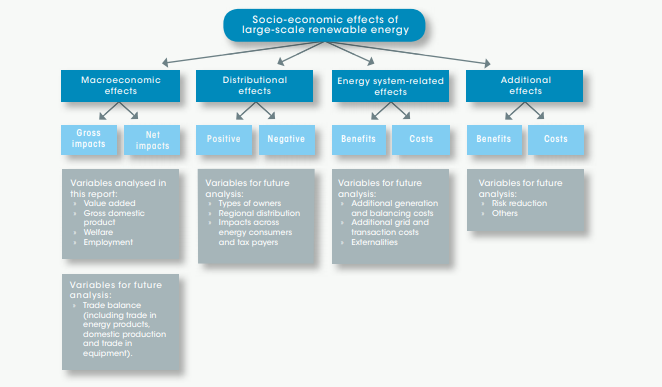 Socio-economic effects of
large-scale renewable energy
Macroeconomic
effects
Distributional
effects
Energy system-related
effects
Additional
effects
Gross
impacts
Net
impacts
Positive
Negative
Benefits
Costs
Benefits
Costs
Variables analysed in
this report:
› Value added
› Gross domestic
product
› Welfare
› Employment
Variables for future
analysis:
› Trade balance
(including trade in
energy products,
domestic production
and trade in
equipment).
Variables for future
analysis:
› Types of owners
› Regional distribution
› Impacts across
energy consumers
and tax payers
Variables for future
analysis:
› Additional generation
and balancing costs
› Additional grid and
transaction costs
› Externalities
Variables for future
analysis:
› Risk reduction
› Others